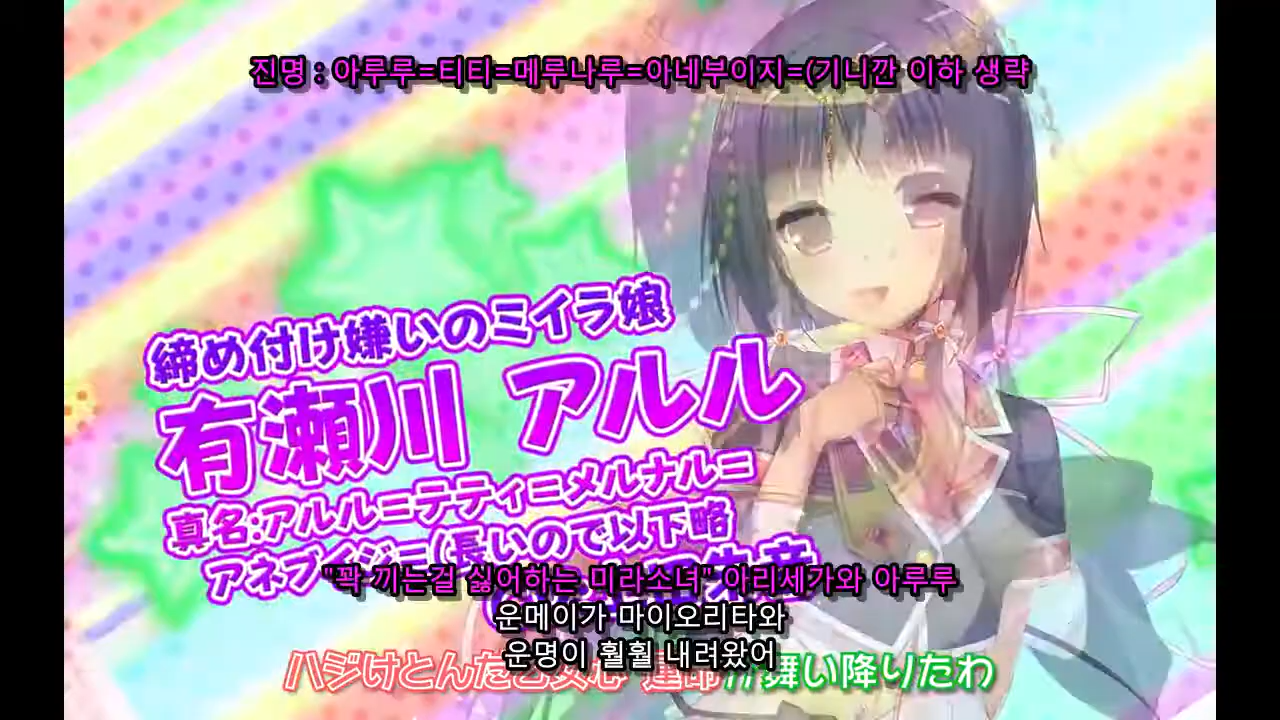 진명 : 아루루=티티=메루나루=아네부이지=(기니깐 이하 생략
締め付け嫌いのミイラ娘
有瀬川 アルル
真名:アルル=テティ=メルナル=
アネブイジ=(長いので以下略
"꽉 끼는걸 싫어하는 미라소녀" 아리세가와 아루루
운메이가 마이오리타와
운명이 훨훨 내려왔어
ハジけとんだ乙女心 運命が舞い降りたわ